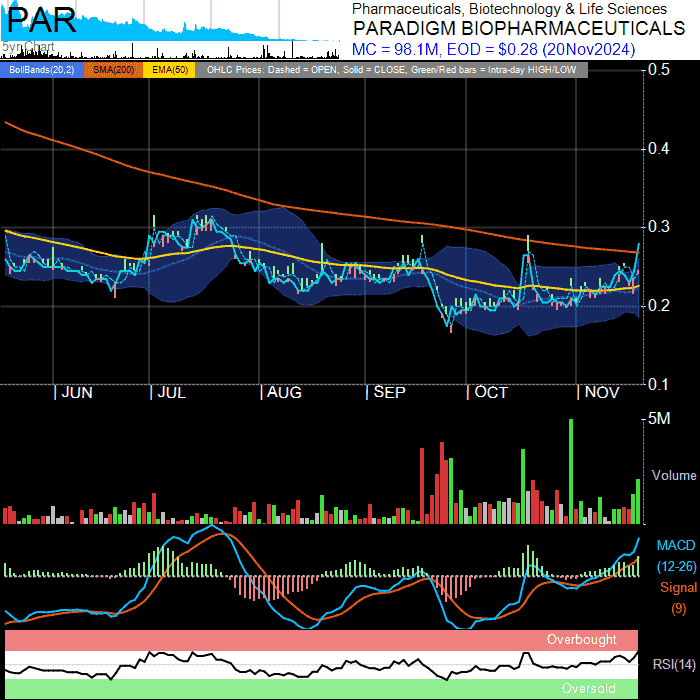 PAR
5yr Chart
Pharmaceuticals, Biotechnology & Life Sciences
PARADIGM BIOPHARMACEUTICALS
MC = 98.1M, EOD = $0.28 (20Nov2024)
BollBands(20,2) SMA(200) EMA(50) OHLC Prices: Dashed = OPEN, Solid = CLOSE, Green/Red bars = Intra-day HIGH/LOW
0.5
0.4
0.3
0.2
0.1
| JUN | JUL | AUG | SEP | OCT | NOV
5M
Volume
MACD
(12-26)
Signal
(9)
Overbought
RSI(14)
Oversold